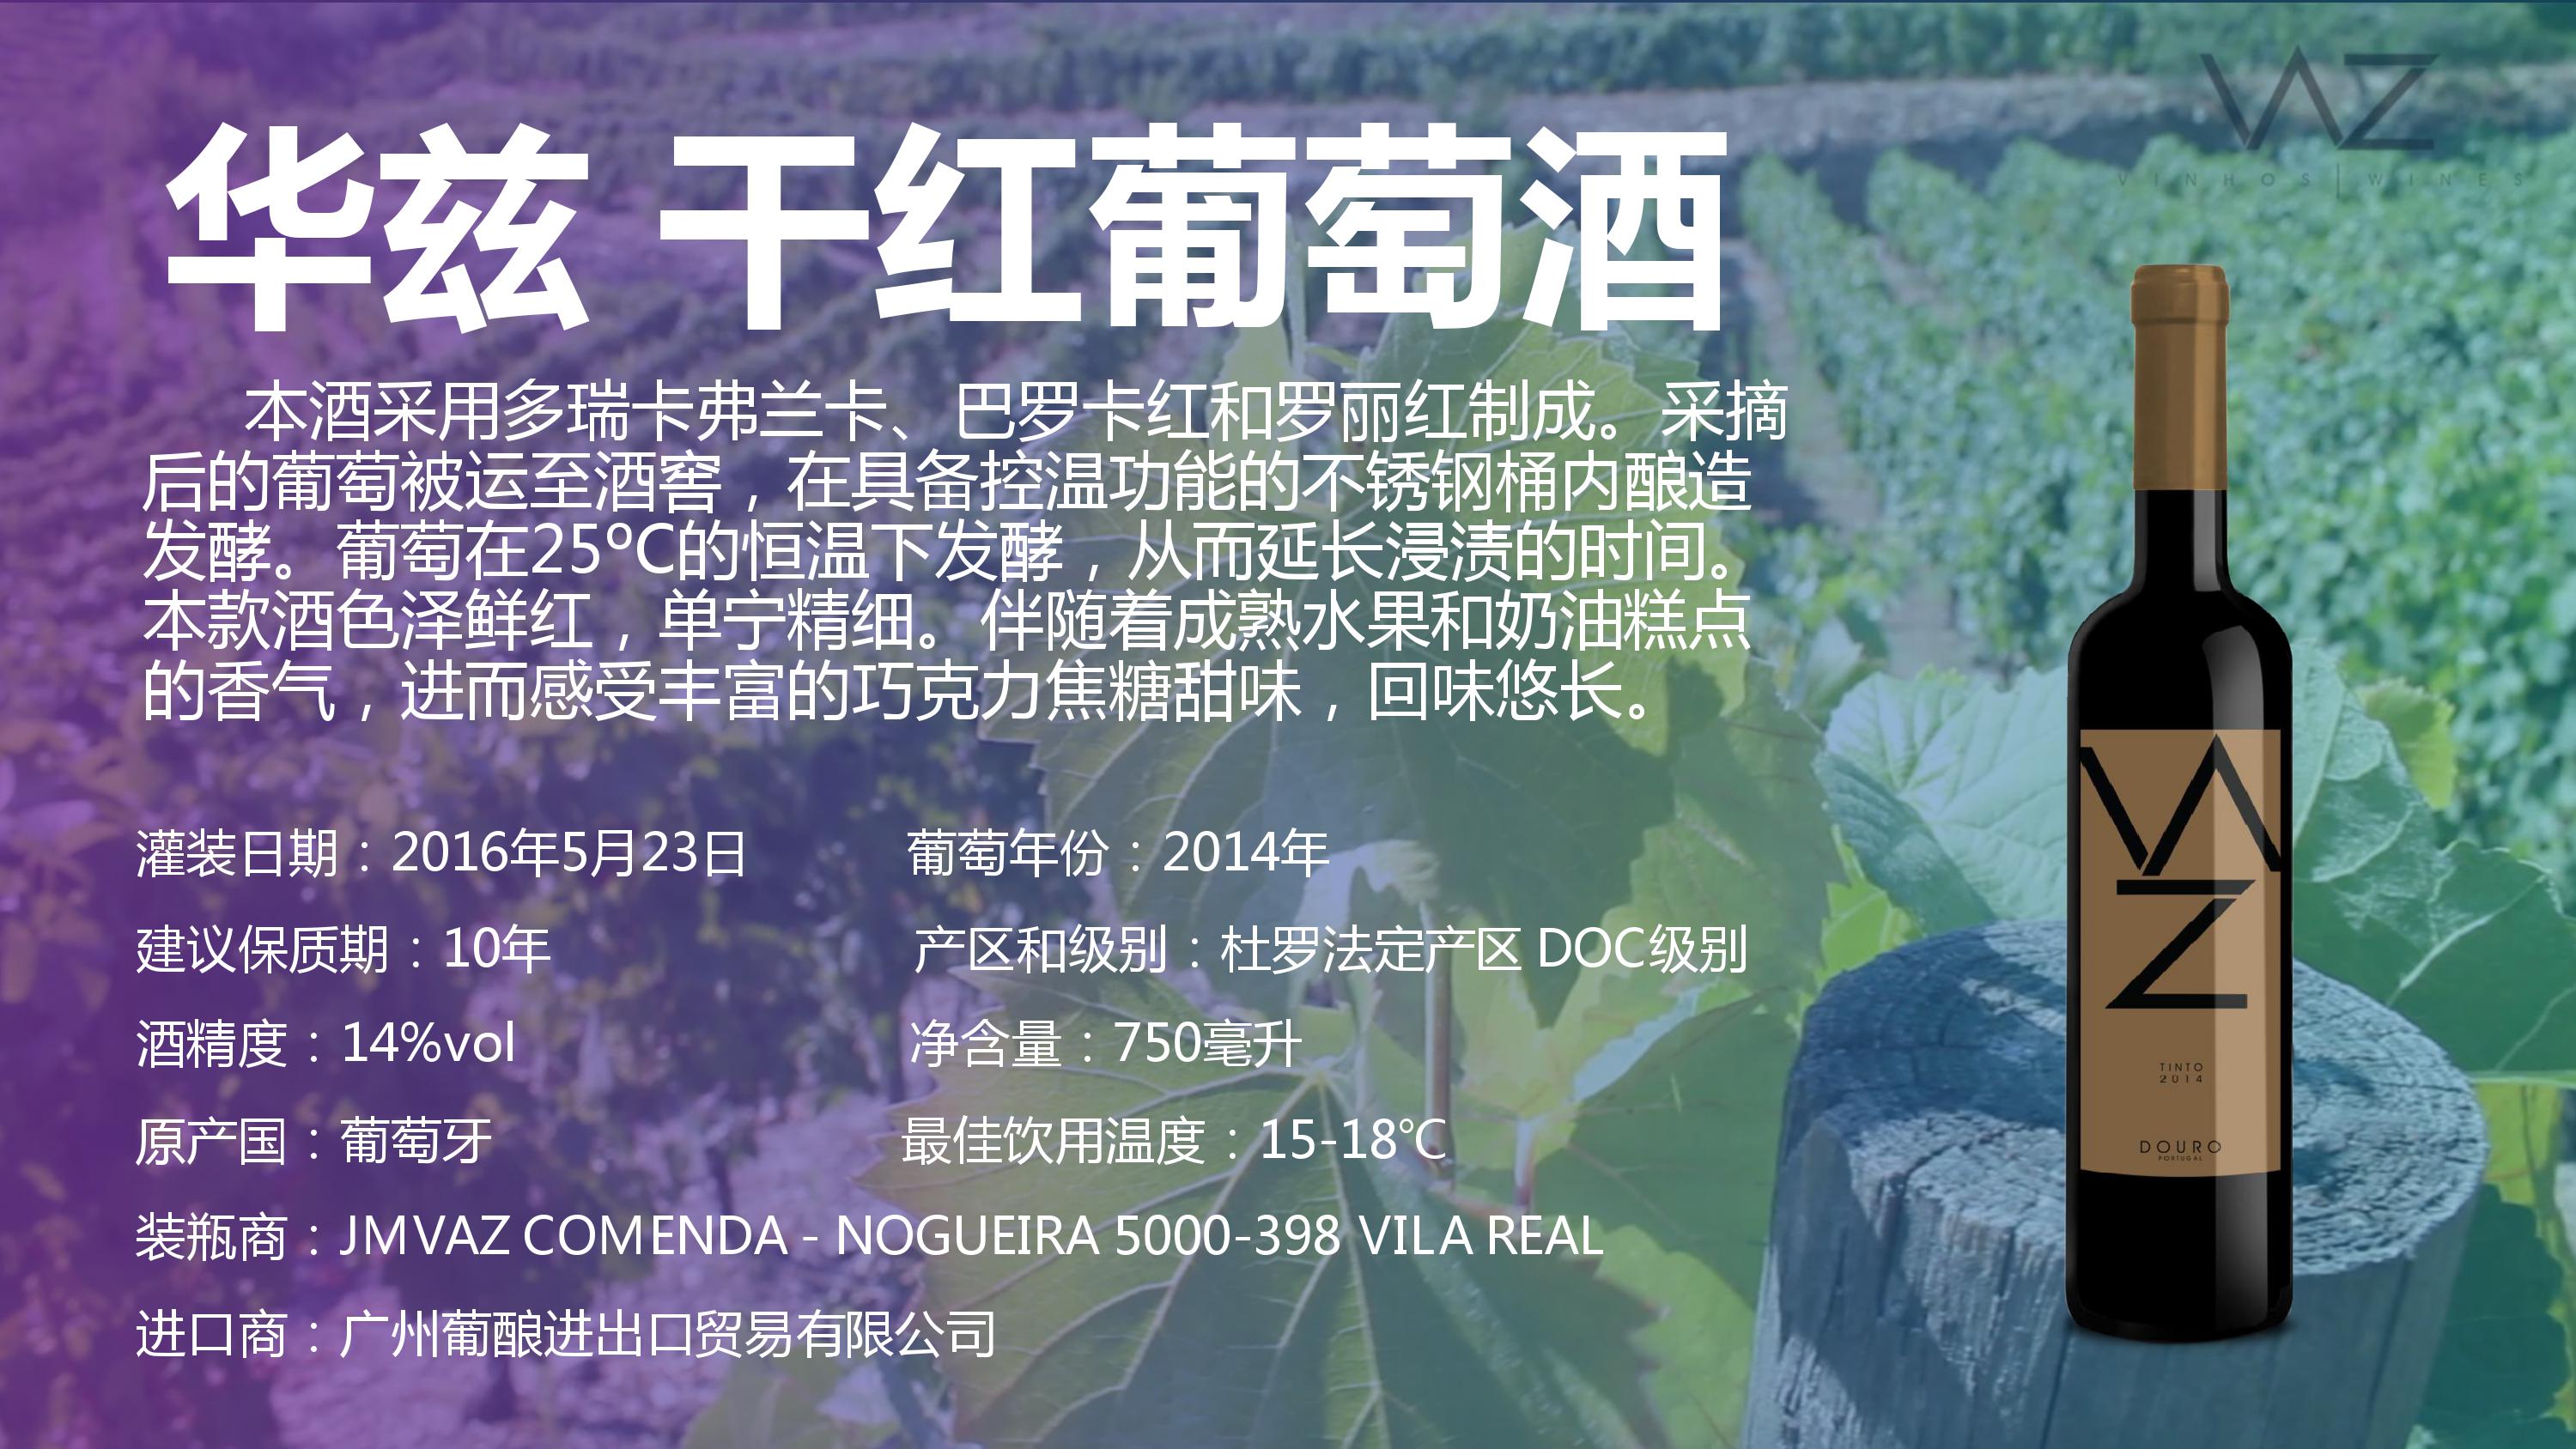 VAZ
VINHOS|WINES
华兹 干红葡萄酒
本酒采用多瑞卡弗兰卡、巴罗卡红和罗丽红制成。采摘
后的葡萄被运至酒窖，在具备控温功能的不锈钢桶内酿造
发酵。葡萄在25ºC的恒温下发酵，从而延长浸渍的时间。
本款酒色泽鲜红，单宁精细。伴随着成熟水果和奶油糕点
的香气，进而感受丰富的巧克力焦糖甜味，回味悠长。
灌装日期：2016年5月23日 葡萄年份：2014年
建议保质期：10年 产区和级别：杜罗法定产区 DOC级别
酒精度：14%vol 净含量：750毫升
原产国：葡萄牙 最佳饮用温度：15-18℃
装瓶商：JMVAZ COMENDA - NOGUEIRA 5000-398 VILA REAL
进口商：广州葡酿进出口贸易有限公司
VA
Z
TINTO
2014
DOURO
PORTUGAL